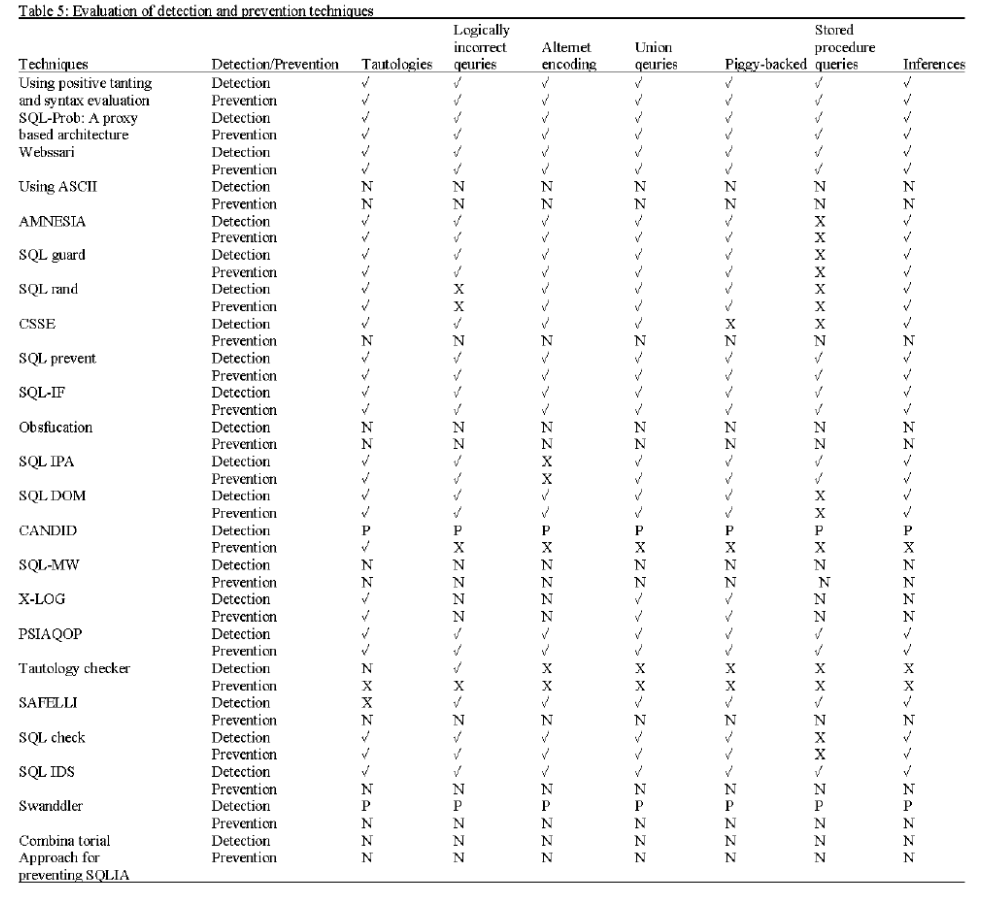 Table 5: Evaluation of detection and prevention techniques
Logically Stored
incorrect Alternet Union procedure
Techniques Detection/Prevention Tautologies qeuries encoding qeuries Piggy-backed queries Inferences
Using positive tanting Detection √ √ √ √ √ √ √
and syntax evaluation Prevention √ √ √ √ √ √ √
SQL-Prob: A proxy Detection √ √ √ √ √ √ √
based architecture Prevention √ √ √ √ √ √ √
Webssari Detection √ √ √ √ √ √ √
Prevention √ √ √ √ √ √ √
Using ASCII Detection N N N N N N N
Prevention N N N N N N N
AMNESIA Detection √ √ √ √ √ X √
Prevention √ √ √ √ √ X √
SQL guard Detection √ √ √ √ √ X √
Prevention √ √ √ √ √ X √
SQL rand Detection √ X √ √ √ X √
Prevention √ X √ √ √ X √
CSSE Detection √ √ √ √ X X √
Prevention N N N N N N N
SQL prevent Detection √ √ √ √ √ √ √
Prevention √ √ √ √ √ √ √
SQL-IF Detection √ √ √ √ √ √ √
Prevention √ √ √ √ √ √ √
Obsfucation Detection N N N N N N N
Prevention N N N N N N N
SQL IPA Detection √ √ X √ √ √ √
Prevention √ √ X √ √ √ √
SQL DOM Detection √ √ √ √ √ X √
Prevention √ √ √ √ √ X √
CANDID Detection P P P P P P P
Prevention √ X X X X X X
SQL-MW Detection N N N N N N N
Prevention N N N N N N N
X-LOG Detection √ N N √ √ N N
Prevention √ N N √ √ N N
PSIAQOP Detection √ √ √ √ √ √ √
Prevention √ √ √ √ √ √ √
Tautology checker Detection N √ X X X X X
Prevention X X X X X X X
SAFELLI Detection X √ √ √ √ √ √
Prevention N N N N N N N
SQL check Detection √ √ √ √ √ X √
Prevention √ √ √ √ √ X √
SQL IDS Detection √ √ √ √ √ √ √
Prevention N N N N N N N
Swanddler Detection P P P P P P P
Prevention N N N N N N N
Combina torial Detection N N N N N N N
Approach for Prevention N N N N N N N
preventing SQLIA